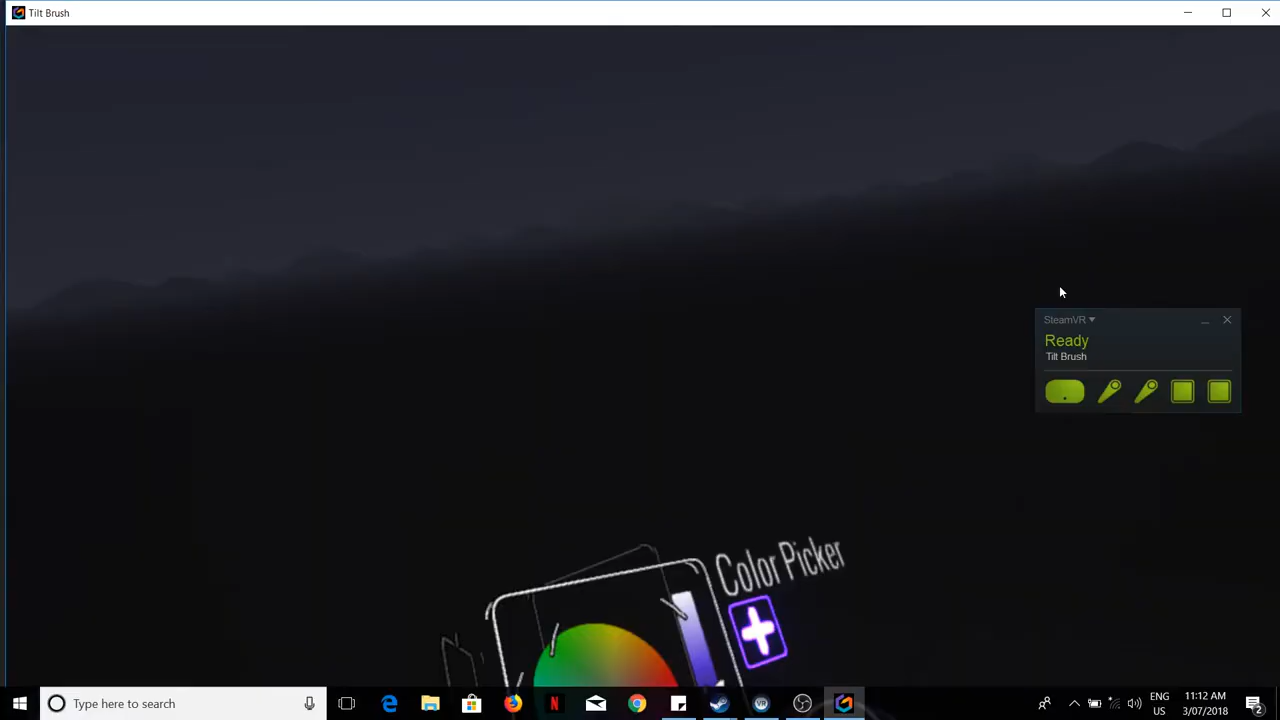 Tilt Brush
SteamVR
Ready
Tilt Brush
Color Picker
Type here to search
ENG
US
11:12 AM
3/07/2018
2